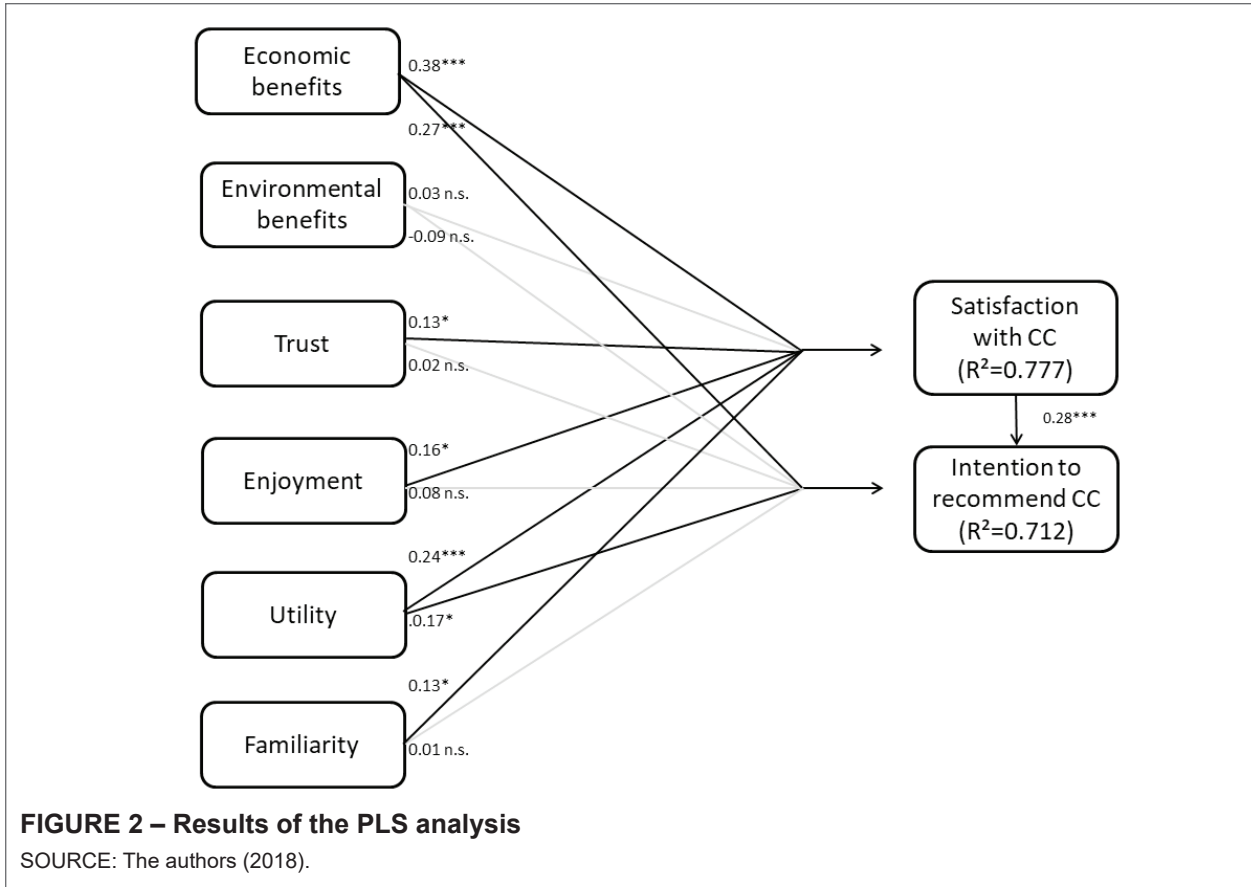 Economic
benefits
0.38***
0.27***
Environmental
benefits
0.03 n.s.
-0.09 n.s.
Trust
0.13*
0.02 n.s.
Enjoyment
0.16*
0.08 n.s.
Utility
0.24***
.0.17*
Familiarity
0.13*
0.01 n.s.
Satisfaction
with CC
(R²=0.777)
0.28***
Intention to
recommend CC
(R²=0.712)
FIGURE 2 – Results of the PLS analysis
SOURCE: The authors (2018).